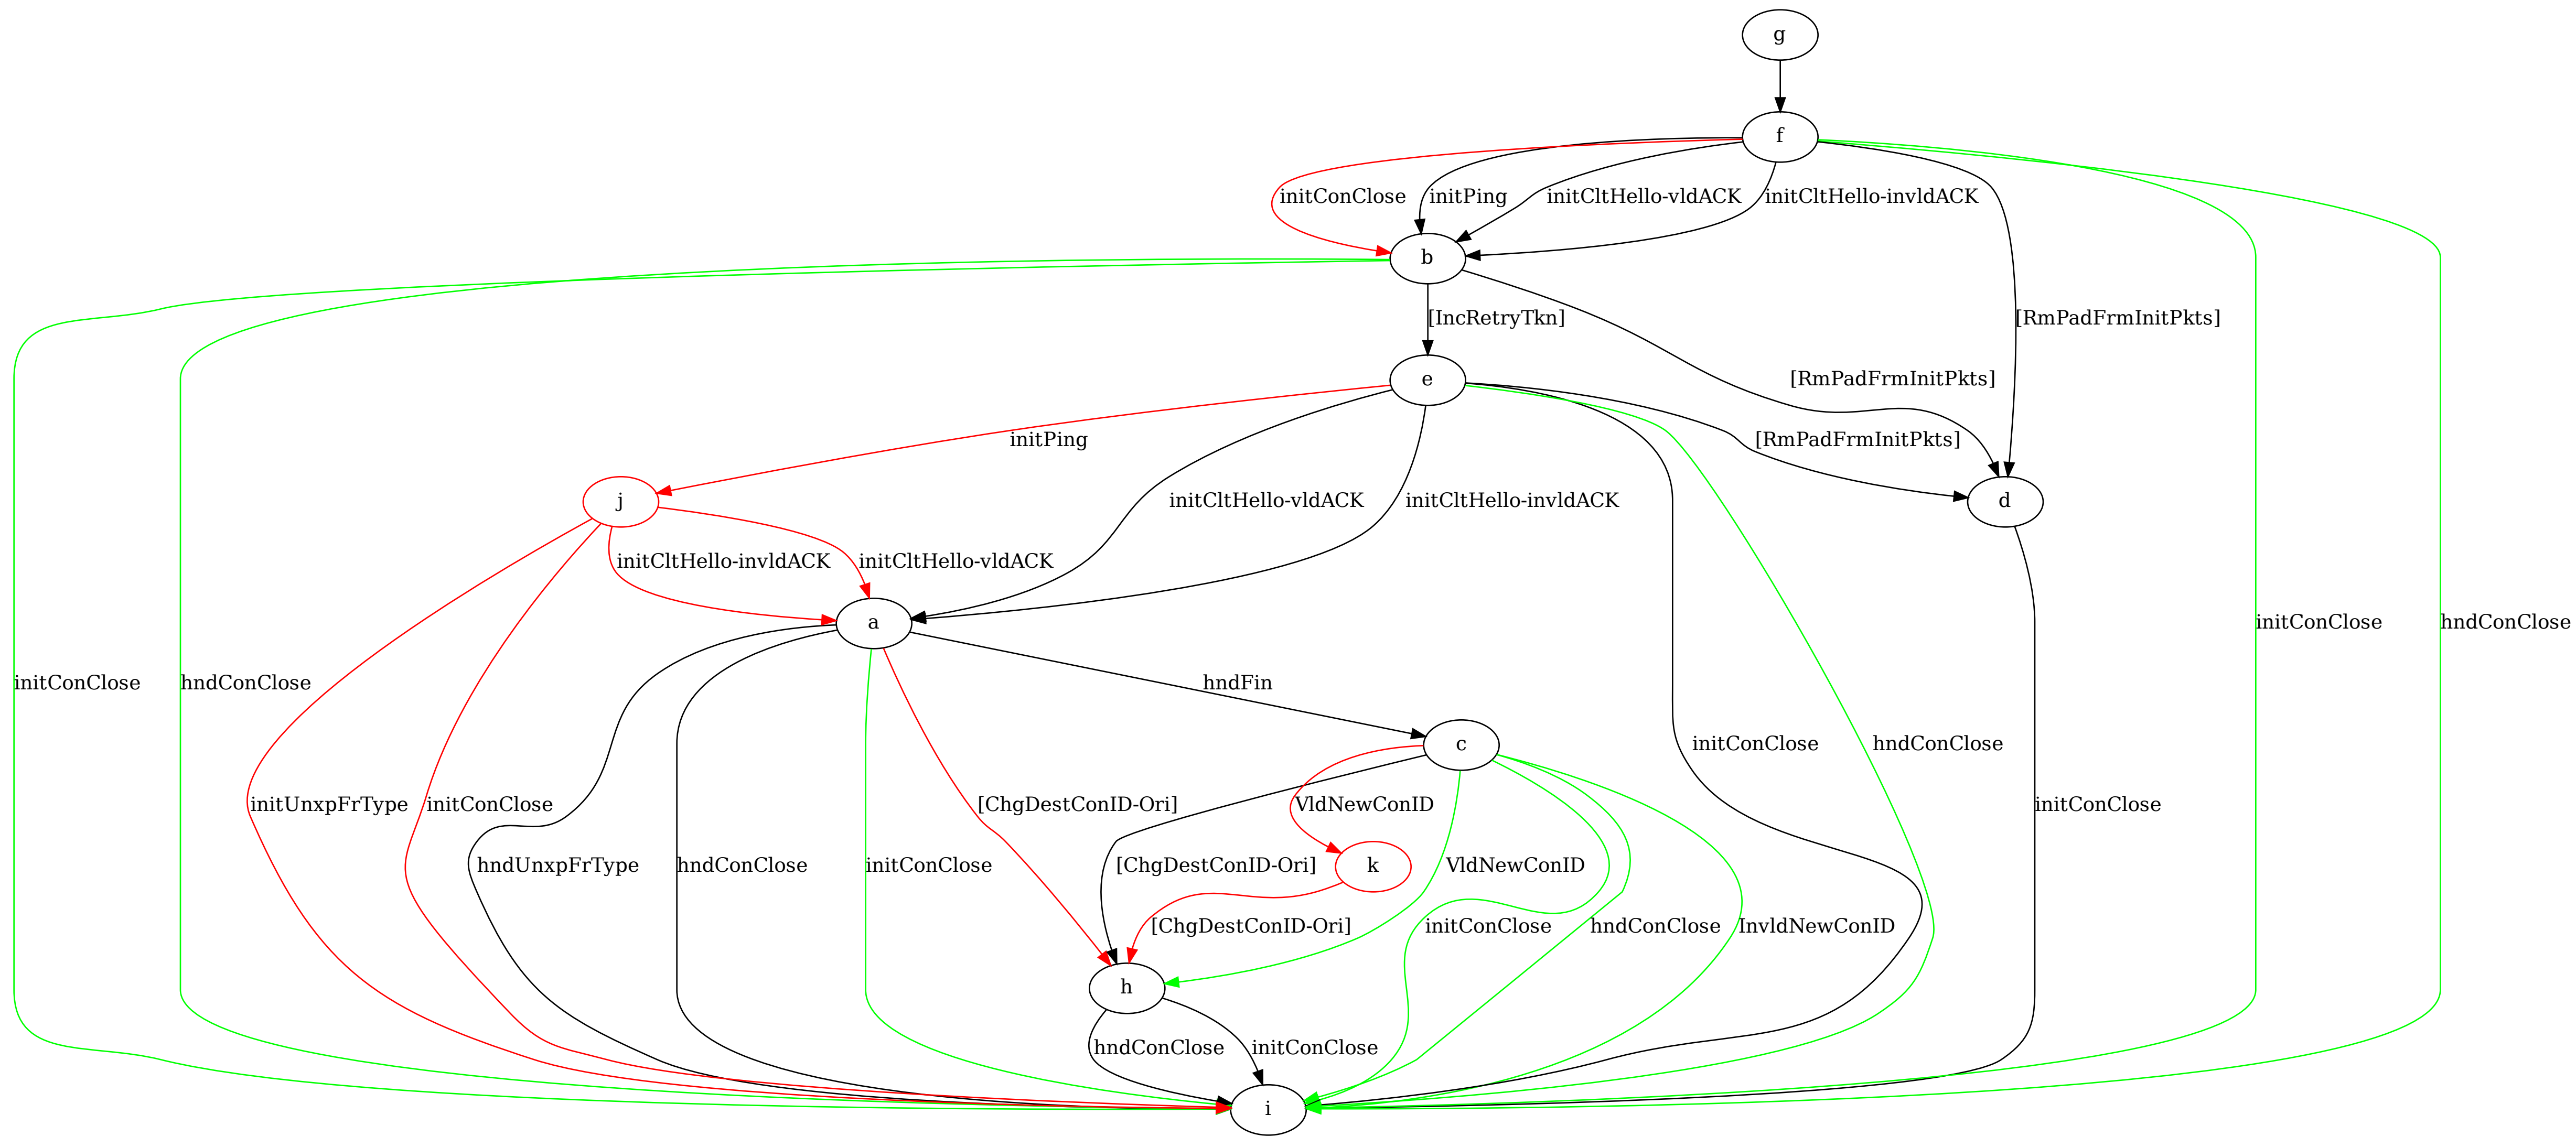 g
f
initConClose
initPing
initCltHello-vldACK
initCltHello-invldACK
b
[IncRetryTkn]
[RmPadFrmInitPkts]
[RmPadFrmInitPkts]
e
initPing
[RmPadFrmInitPkts]
j
initCltHello-vldACK
initCltHello-invldACK
d
initCltHello-invldACK
initCltHello-vldACK
a
initConClose
hndConClose
initConClose
hndConClose
hndFin
c
initConClose
hndConClose
initUnxpFrType
initConClose
[ChgDestConID-Ori]
VldNewConID
initConClose
hndUnxpFrType
hndConClose
initConClose
[ChgDestConID-Ori]
k
VldNewConID
[ChgDestConID-Ori]
initConClose
hndConClose
InvldNewConID
h
hndConClose
initConClose
i